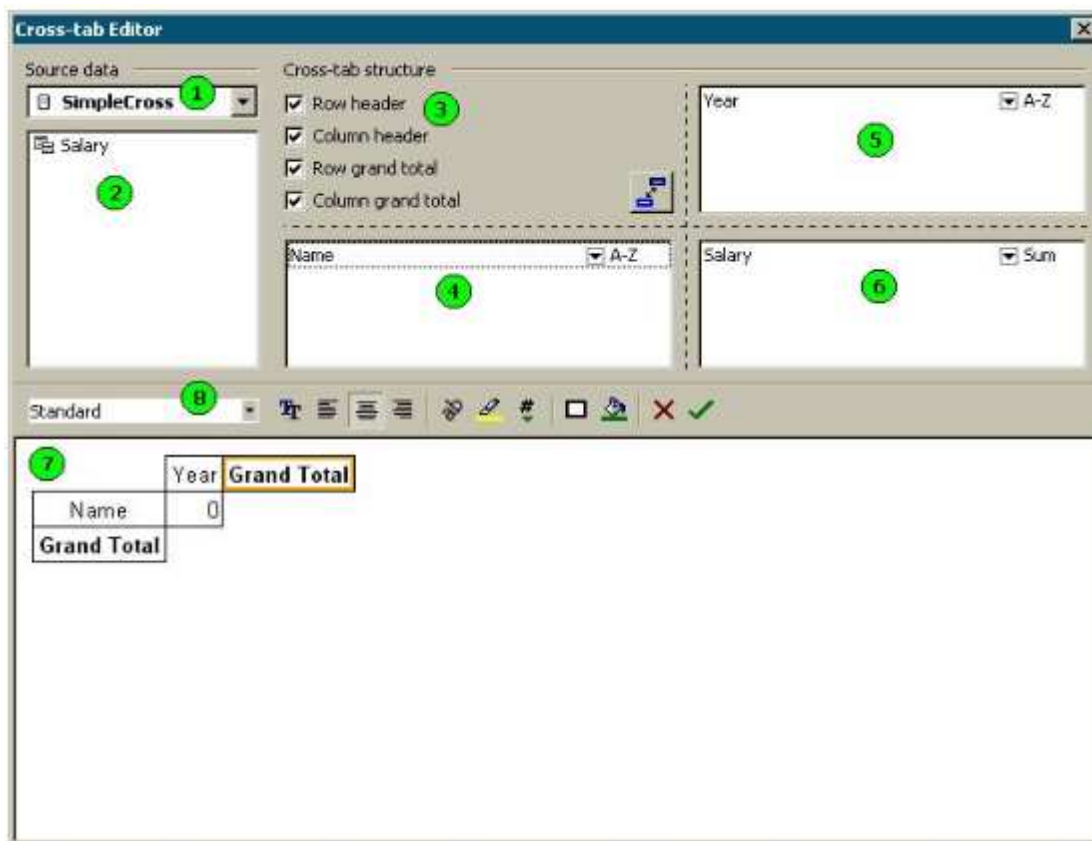 Cross-tab Editor
Source data
Cross-tab structure
SimpleCross
1
Salary
2
Row header
3
Column header
Row grand total
Column grand total
Year A-Z
5
Name A-Z
4
Salary Sum
6
Standard
8
7
Year Grand Total
Name 0
Grand Total